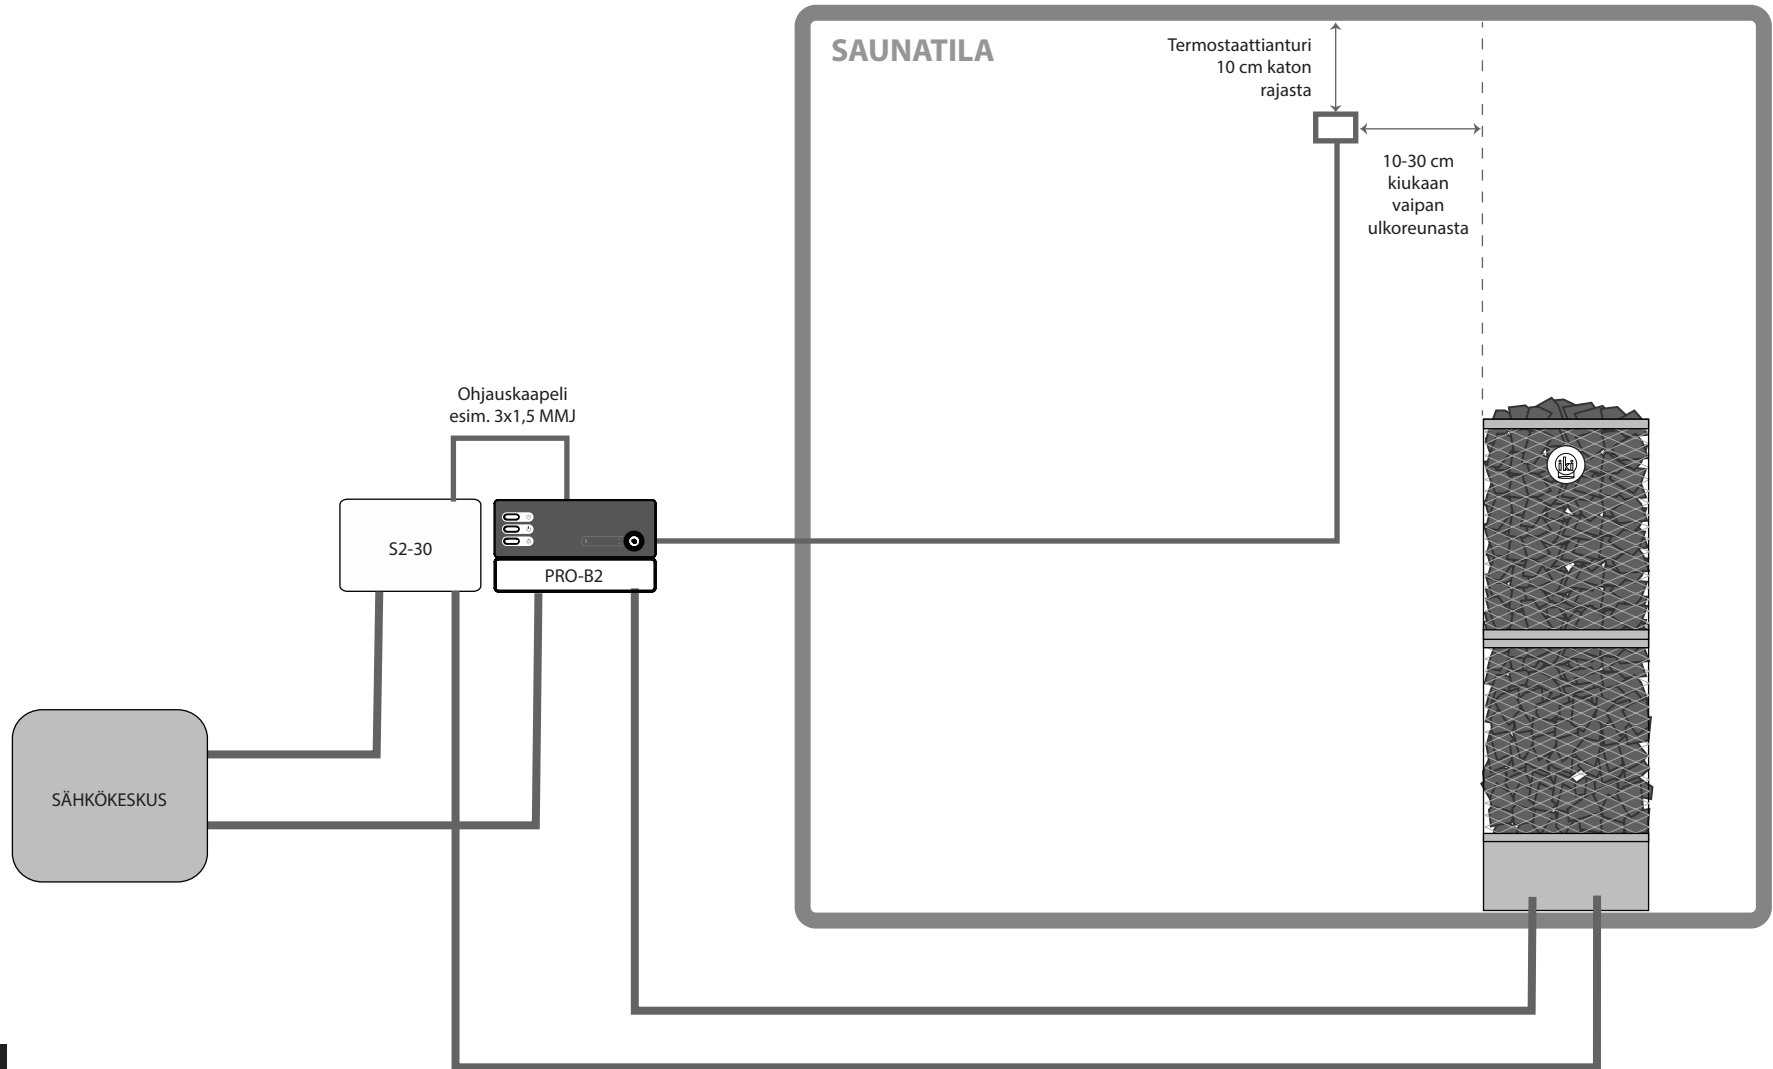 SAUNATILA
Termostaattianturi
10 cm katon
rajasta
10-30 cm
kiukaan
vaipan
ulkoreunasta
Ohjauskaapeli
esim. 3x1,5 MMJ
S2-30
PRO-B2
SÄHKÖKESKUS
iki